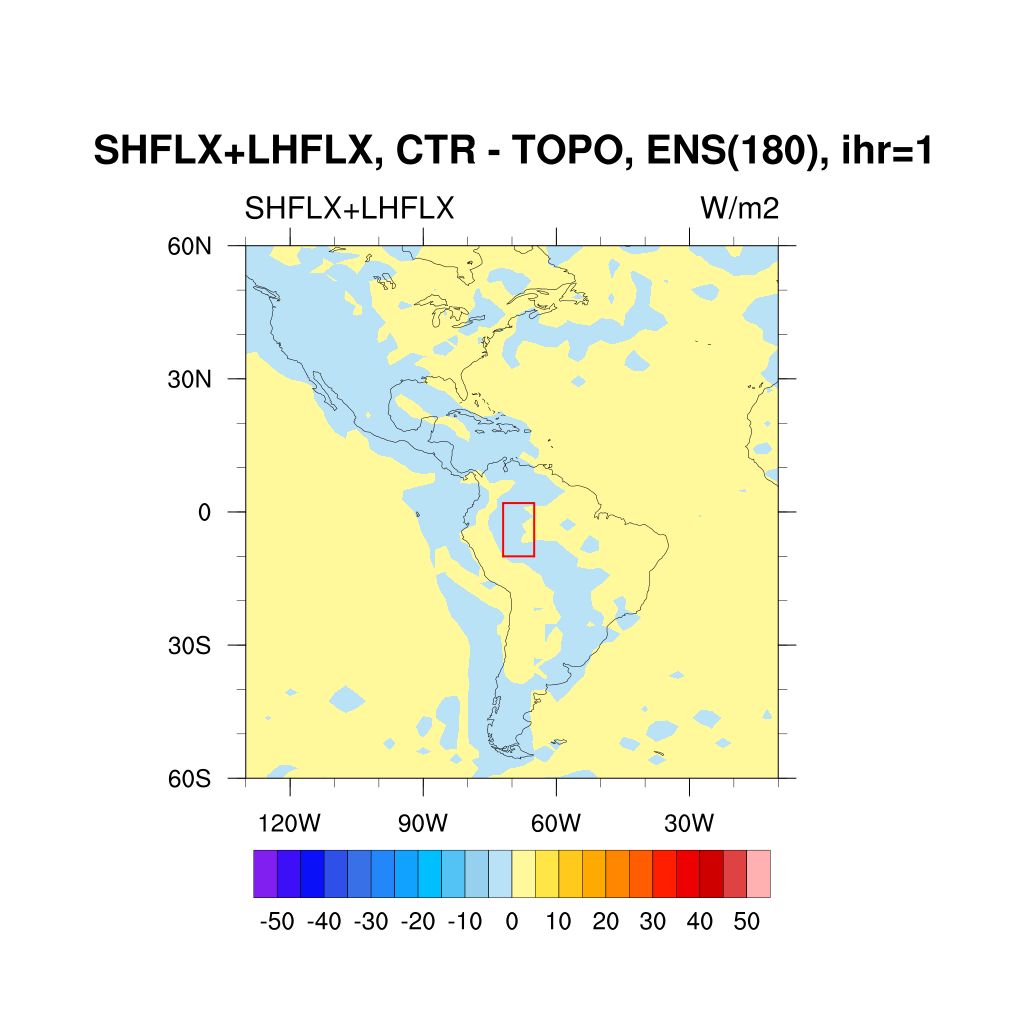 SHFLX+LHFLX, CTR - TOPO, ENS(180), ihr=1
SHFLX+LHFLX W/m2
60N
30N
0
30S
60S
120W 90W 60W 30W
-50 -40 -30 -20 -10 0 10 20 30 40 50